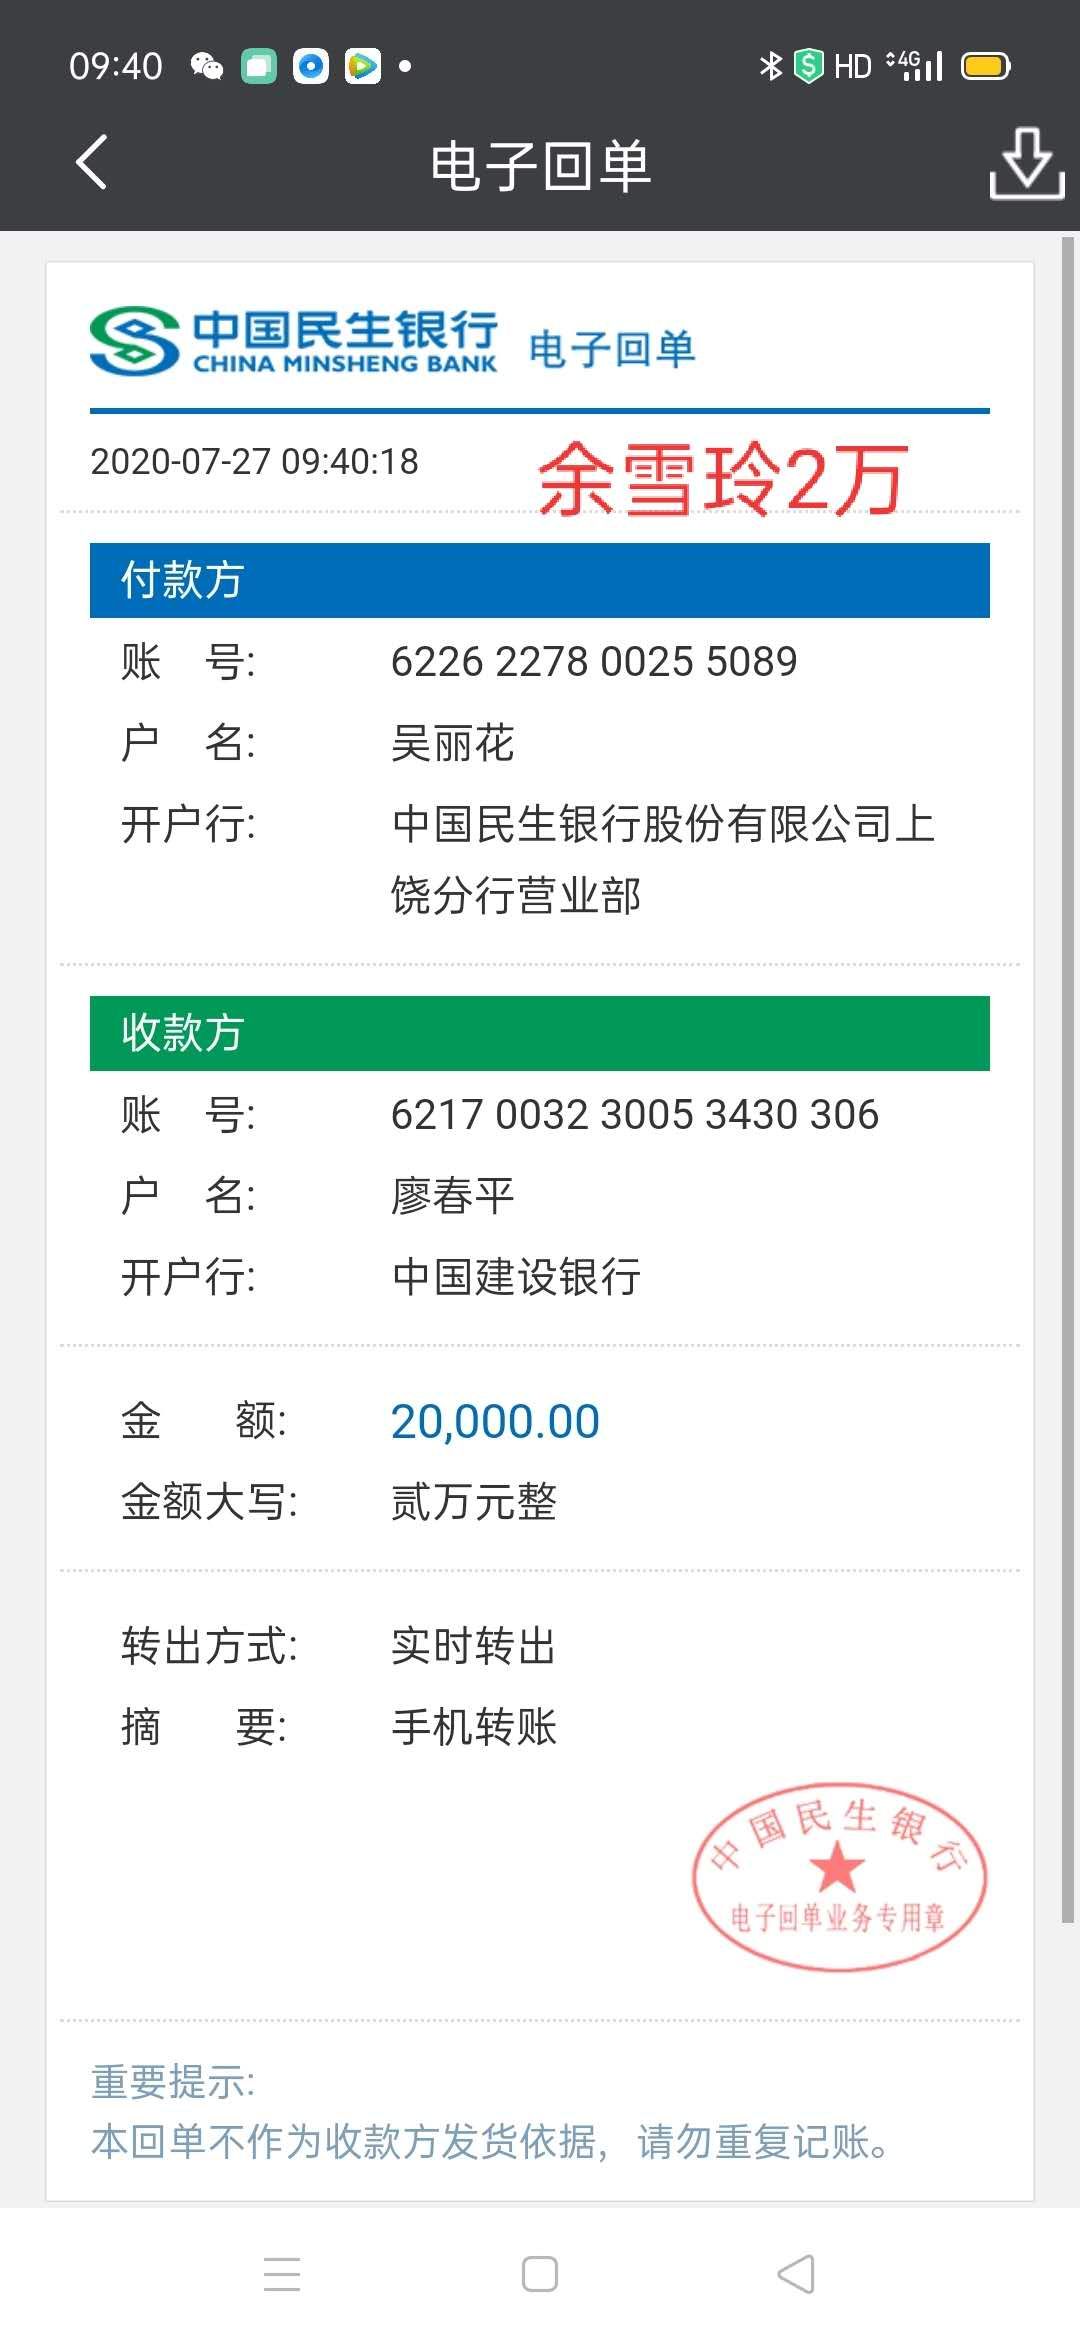 09:40
HD 4G
电子回单
中国民生银行 电子回单
CHINA MINSHENG BANK
2020-07-27 09:40:18 余雪玲2万
付款方
账 号: 6226 2278 0025 5089
户 名: 吴丽花
开户行: 中国民生银行股份有限公司上
饶分行营业部
收款方
账 号: 6217 0032 3005 3430 306
户 名: 廖春平
开户行: 中国建设银行
金 额: 20,000.00
金额大写: 贰万元整
转出方式: 实时转出
摘 要: 手机转账
中国民生银行
电子回单业务专用章
重要提示:
本回单不作为收款方发货依据，请勿重复记账。